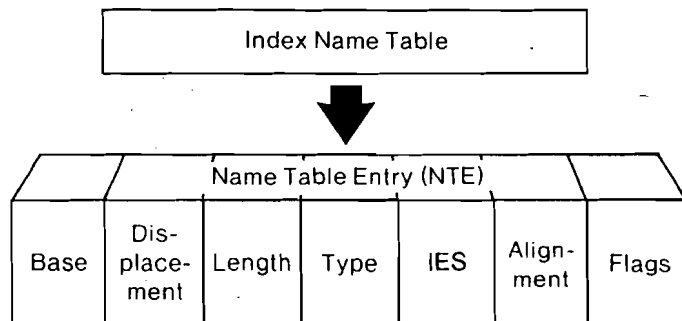 Index Name Table
Name Table Entry (NTE)
Base
Dis-
place-
ment
Length
Type
IES
Align-
ment
Flags